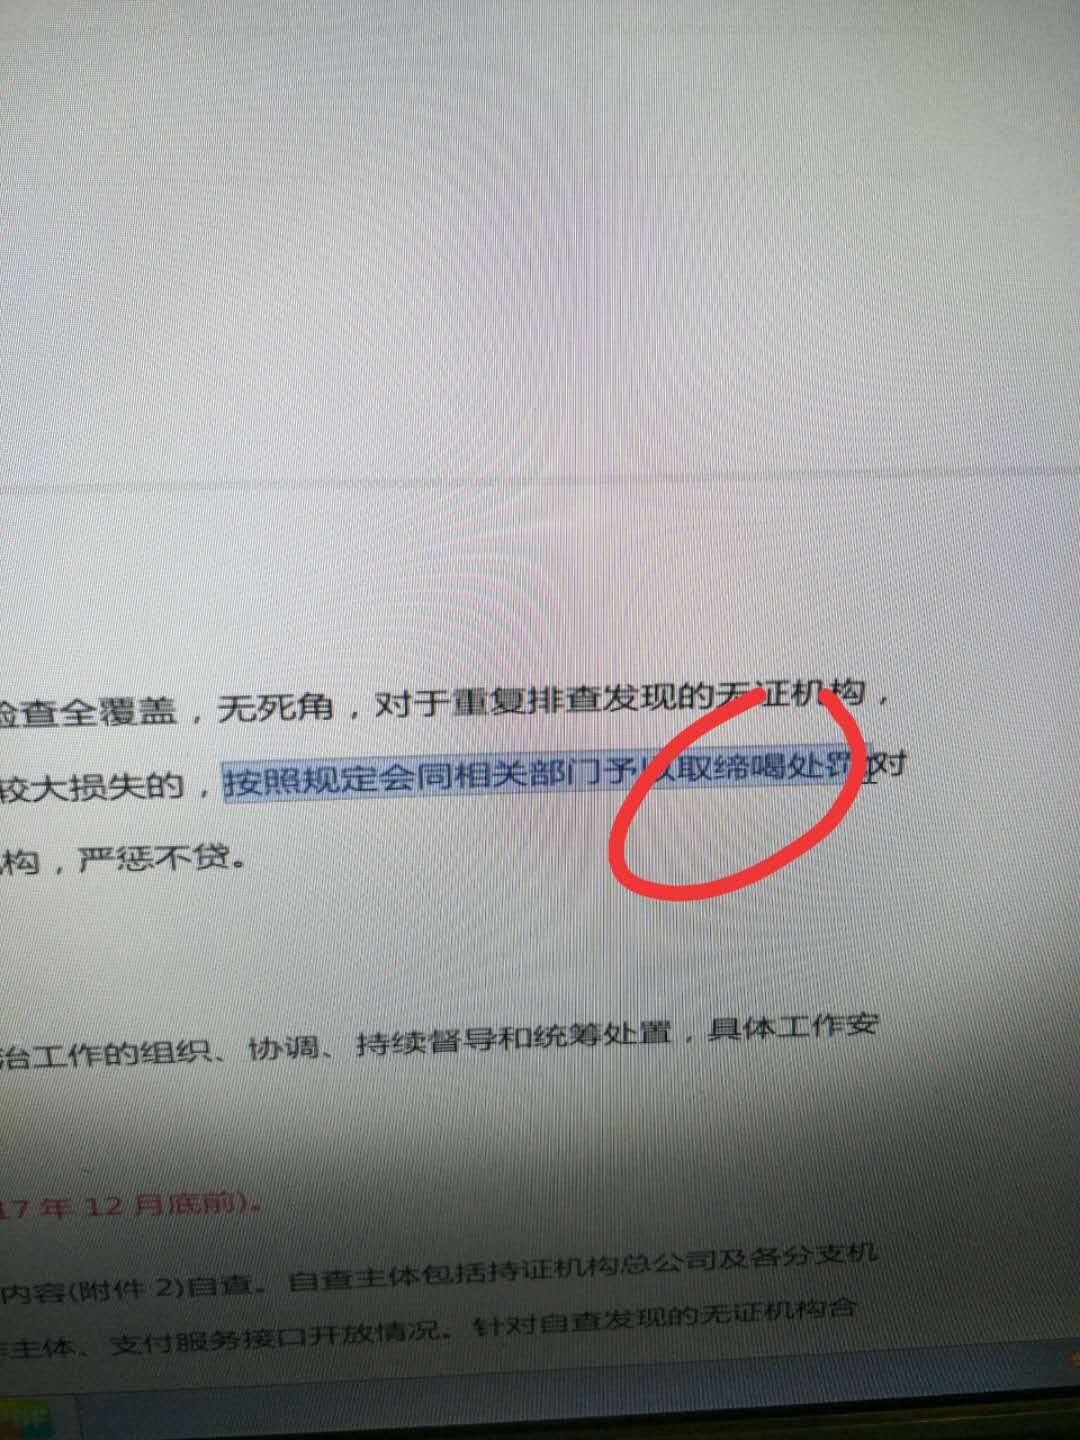 检查全覆盖，无死角，对于重复排查发现的无证机构，
较大损失的，按照规定会同相关部门予以取缔喝处罚,对
构，严惩不贷。
治工作的组织、协调、持续督导和统筹处置，具体工作安
17 年 12 月底前)。
内容(附件 2)自查。自查主体包括持证机构总公司及各分支机
主体、支付服务接口开放情况。针对自查发现的无证机构合